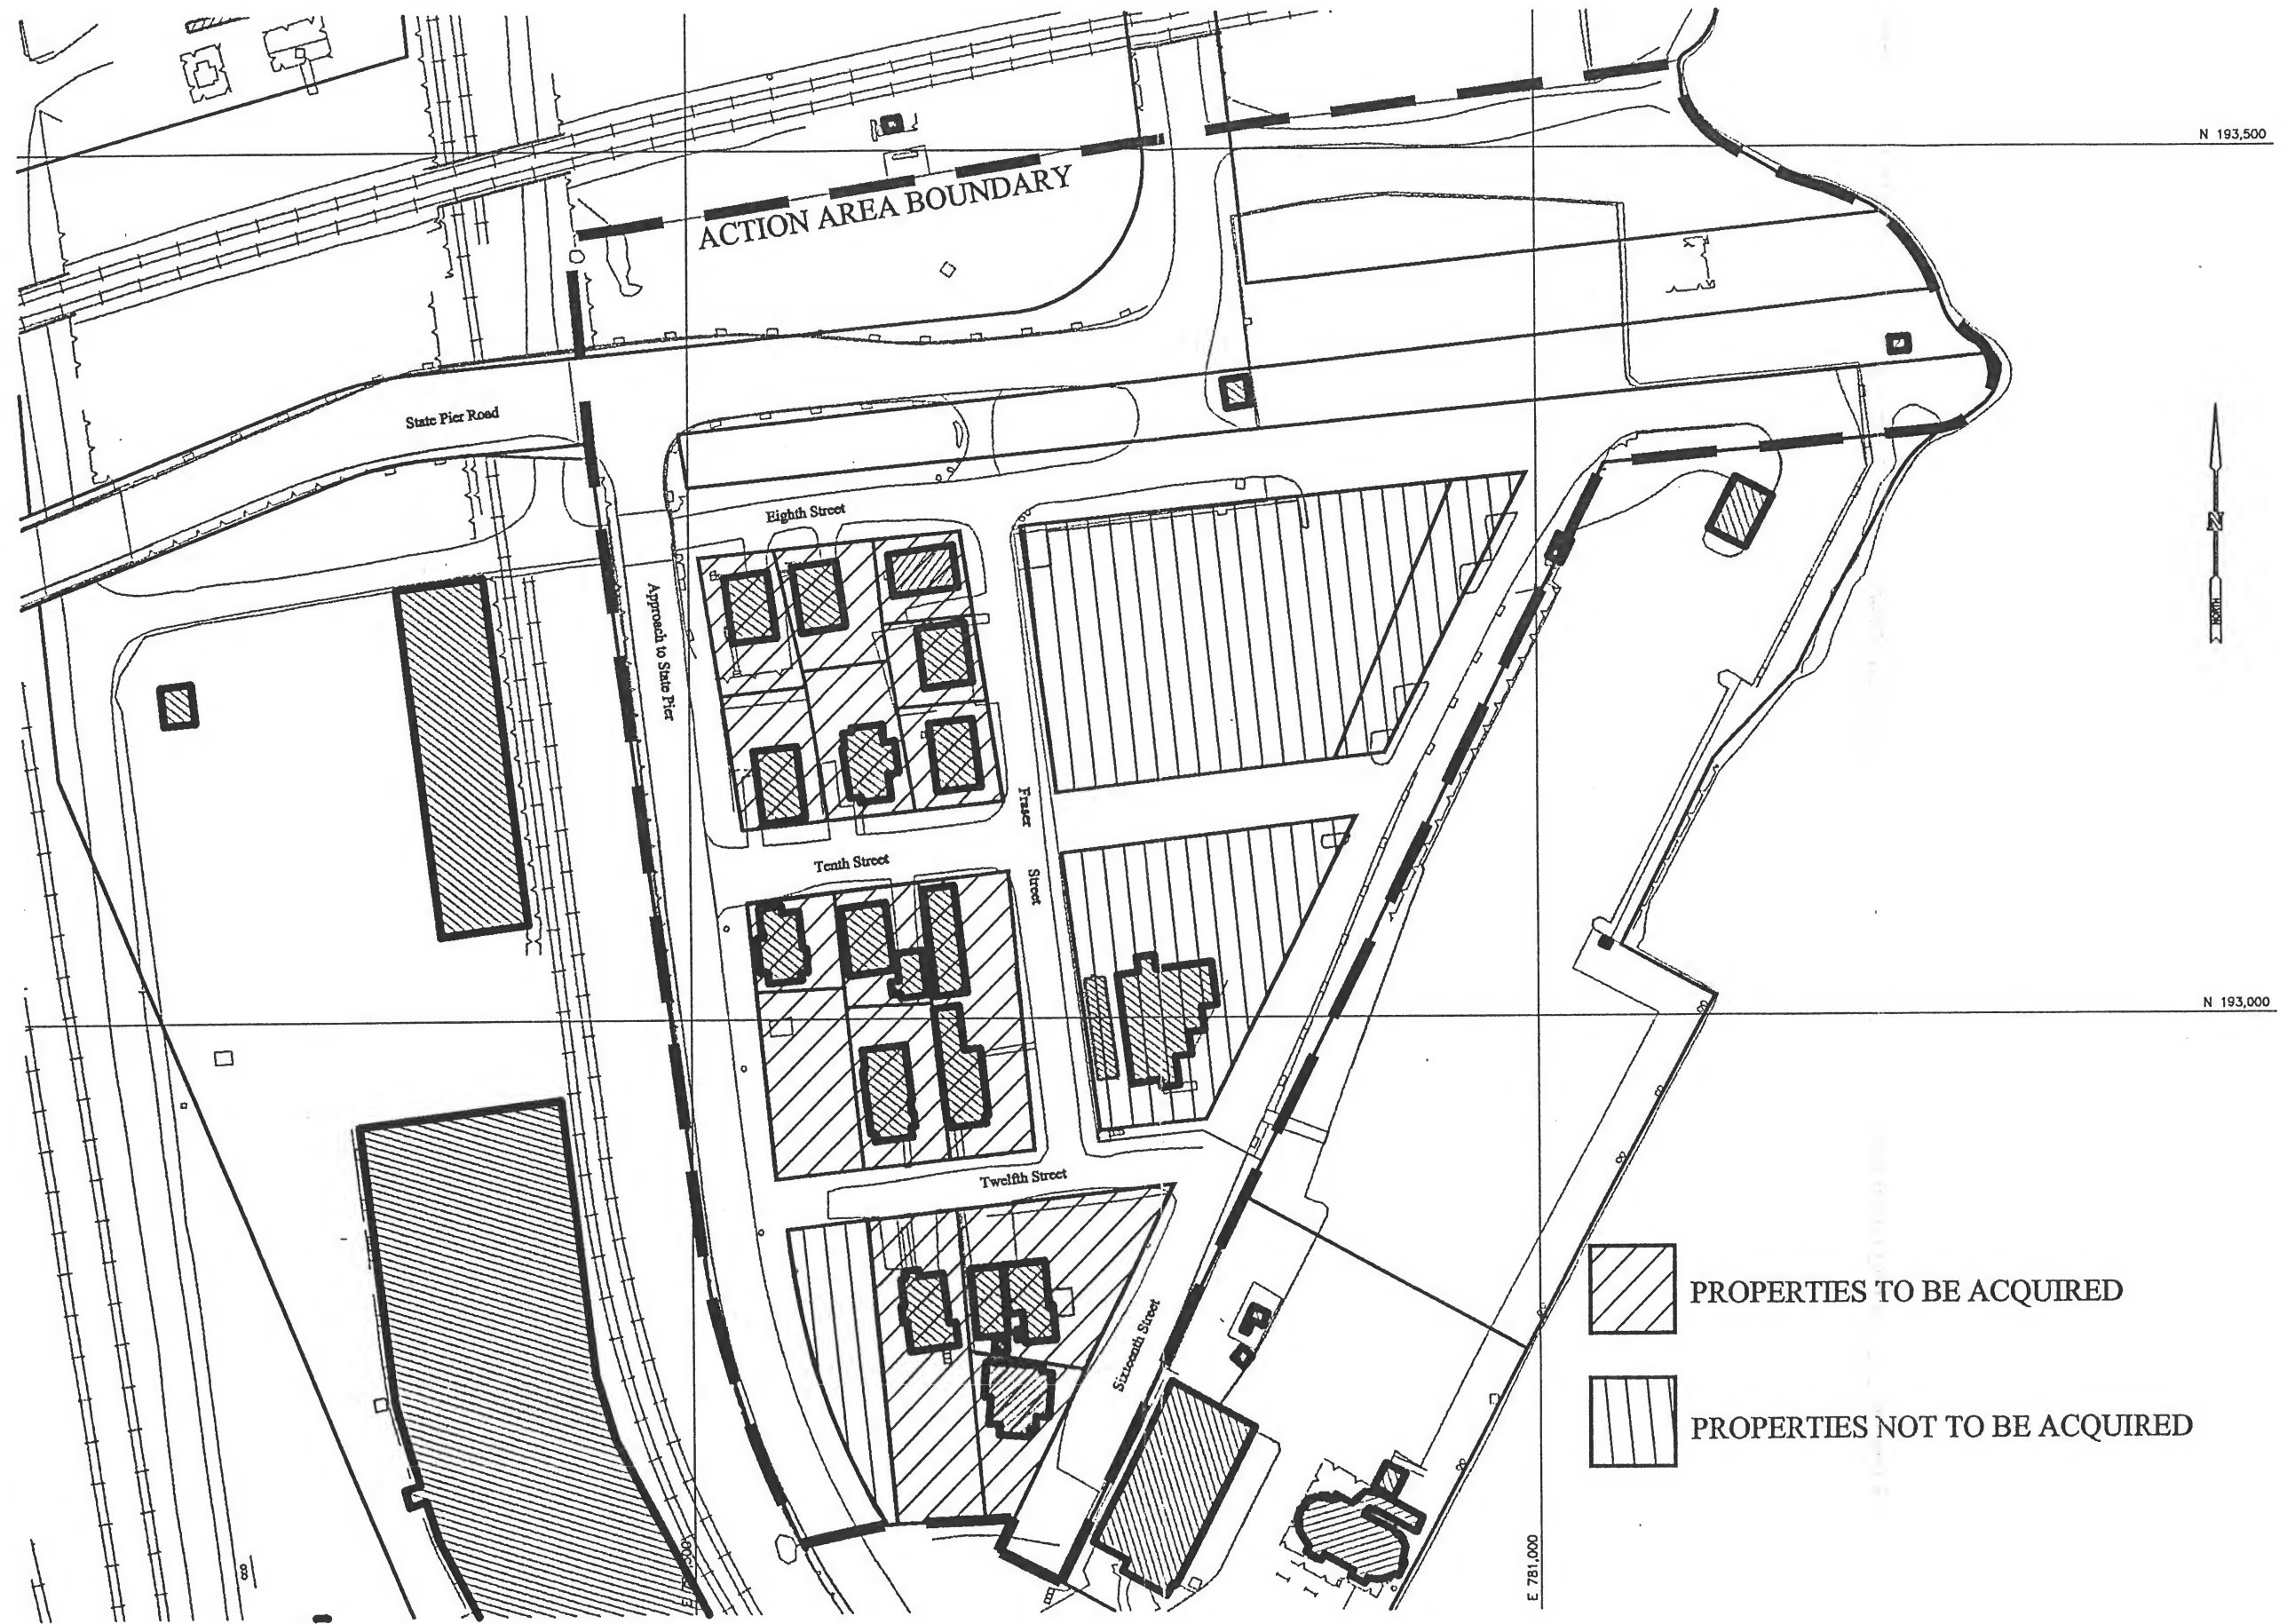 N 193,500
ACTION AREA BOUNDARY
State Pier Road
Eighth Street
Approach to State Pier
NORTH
Fraser
Street
Tenth Street
N 193,000
Twelfth Street
Sixteenth Street
PROPERTIES TO BE ACQUIRED
PROPERTIES NOT TO BE ACQUIRED
E 781,000